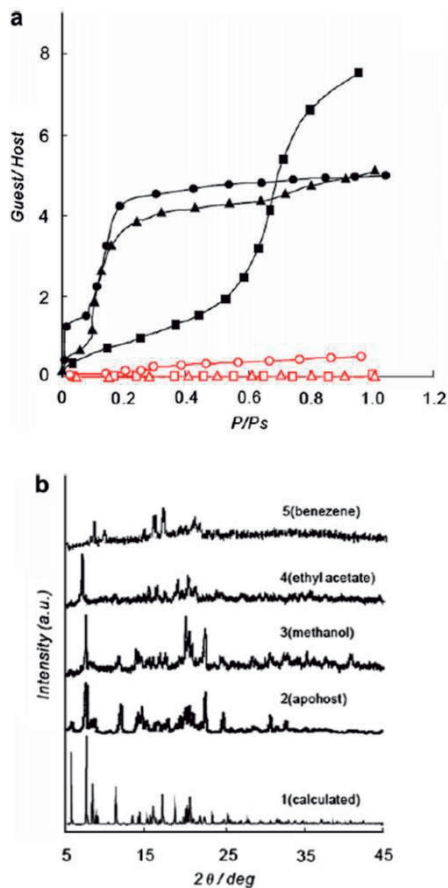 a
8
6
4
2
0
Guest/Host
0 0.2 0.4 0.6 0.8 1.0 1.2
P/Ps
b
5(benezene)
4(ethyl acetate)
3(methanol)
2(apohost)
1(calculated)
Intensity (a.u.)
5 15 25 35 45
2θ/deg